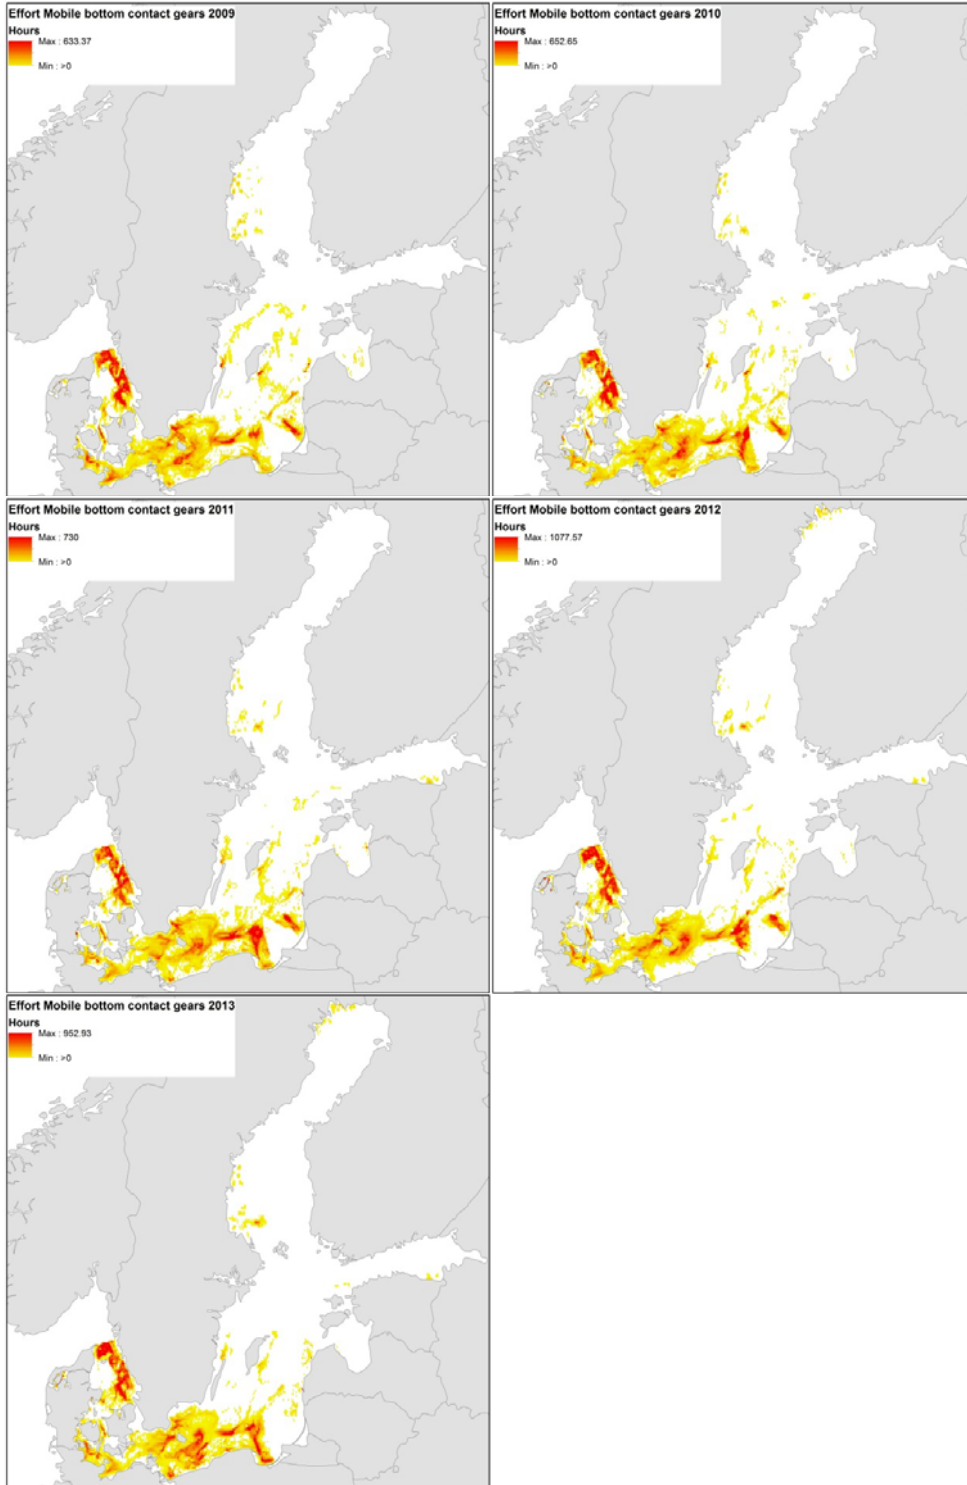 Effort Mobile bottom contact gears 2009
Hours
Max : 633.37
Min : >0
Effort Mobile bottom contact gears 2010
Hours
Max : 652.65
Min : >0
Effort Mobile bottom contact gears 2011
Hours
Max : 730
Min : >0
Effort Mobile bottom contact gears 2012
Hours
Max : 1077.57
Min : >0
Effort Mobile bottom contact gears 2013
Hours
Max : 952.93
Min : >0